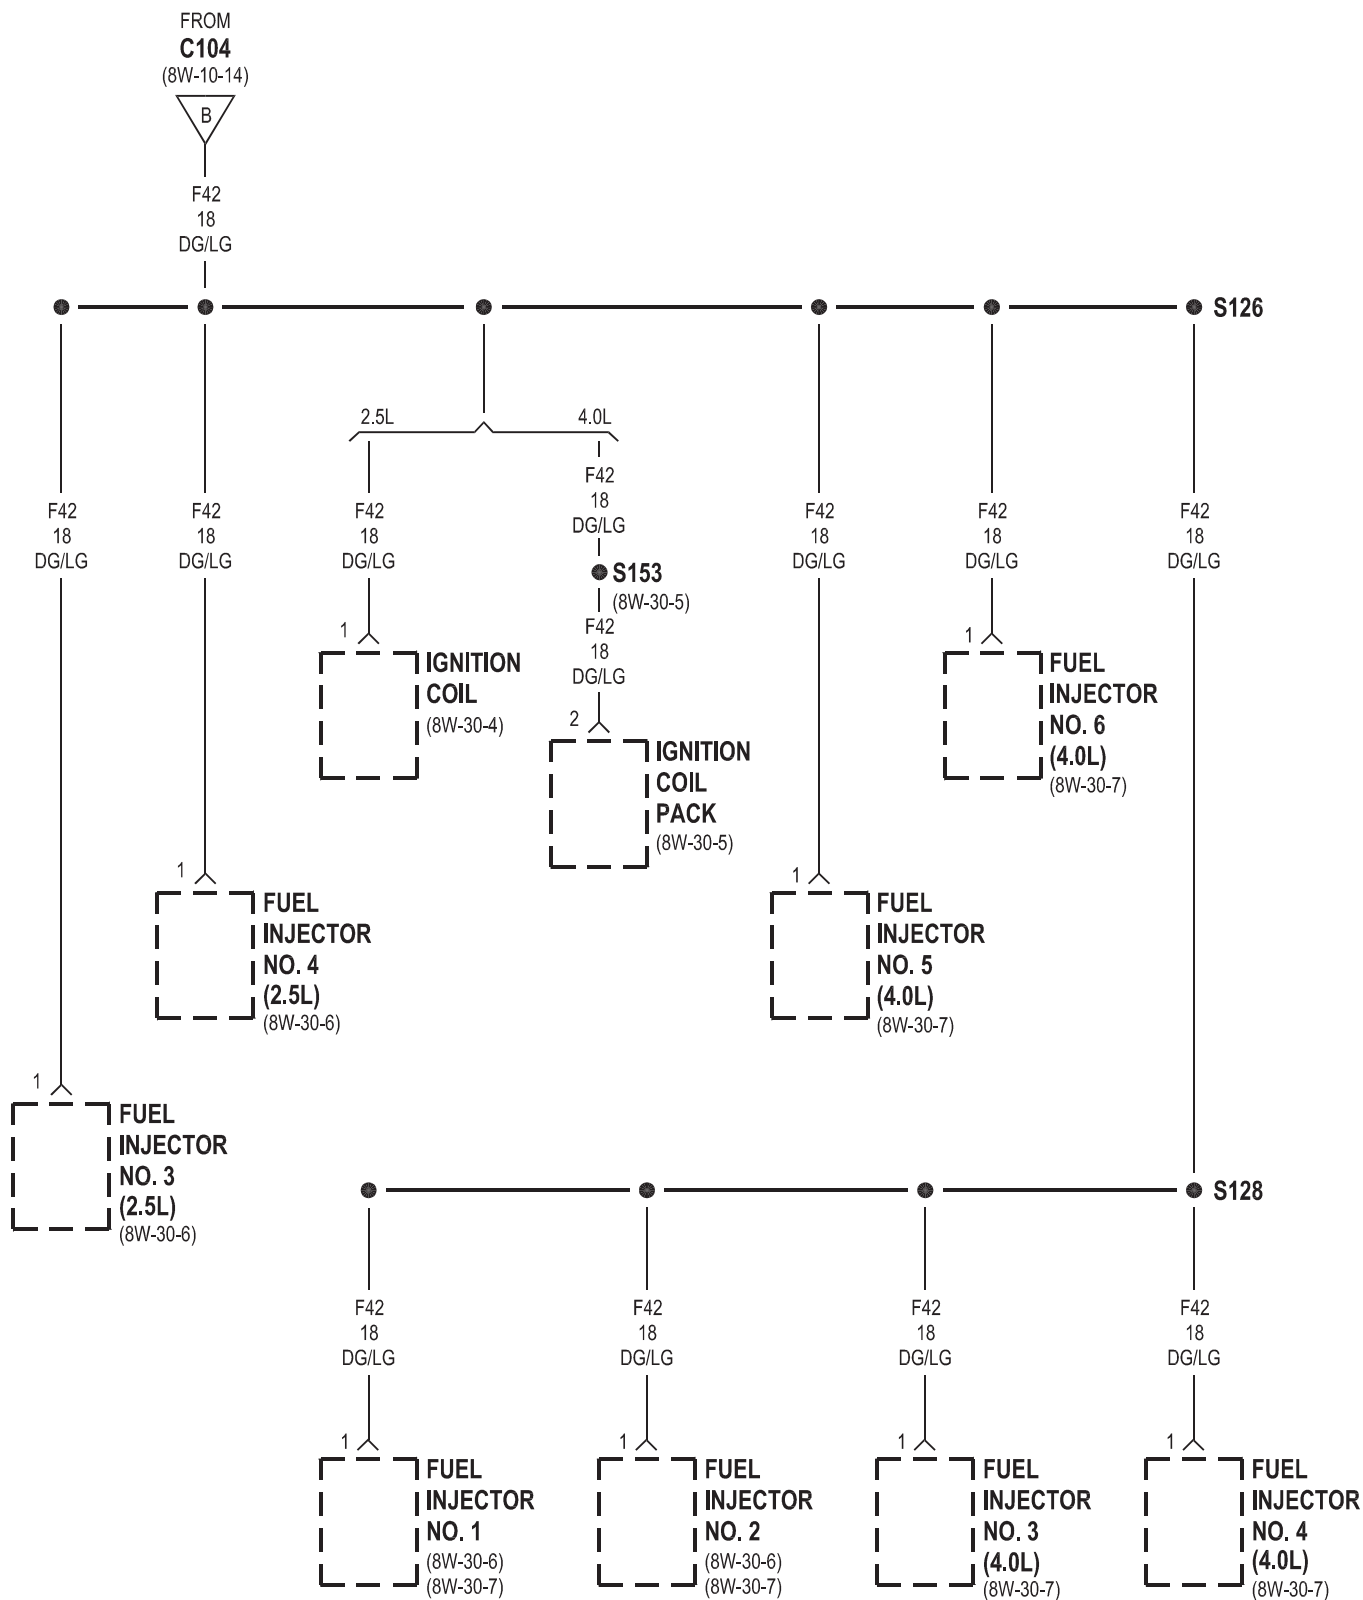 FROM
C104
(8W-10-14)
B
F42
18
DG/LG
S126
2.5L
4.0L
F42
18
DG/LG
F42
18
DG/LG
F42
18
DG/LG
F42
18
DG/LG
S153
(8W-30-5)
F42
18
DG/LG
F42
18
DG/LG
F42
18
DG/LG
F42
18
DG/LG
1
IGNITION
COIL
(8W-30-4)
2
IGNITION
COIL
PACK
(8W-30-5)
1
FUEL
INJECTOR
NO. 6
(4.0L)
(8W-30-7)
1
FUEL
INJECTOR
NO. 4
(2.5L)
(8W-30-6)
1
FUEL
INJECTOR
NO. 5
(4.0L)
(8W-30-7)
1
FUEL
INJECTOR
NO. 3
(2.5L)
(8W-30-6)
S128
F42
18
DG/LG
F42
18
DG/LG
F42
18
DG/LG
F42
18
DG/LG
1
FUEL
INJECTOR
NO. 1
(8W-30-6)
(8W-30-7)
1
FUEL
INJECTOR
NO. 2
(8W-30-6)
(8W-30-7)
1
FUEL
INJECTOR
NO. 3
(4.0L)
(8W-30-7)
1
FUEL
INJECTOR
NO. 4
(4.0L)
(8W-30-7)